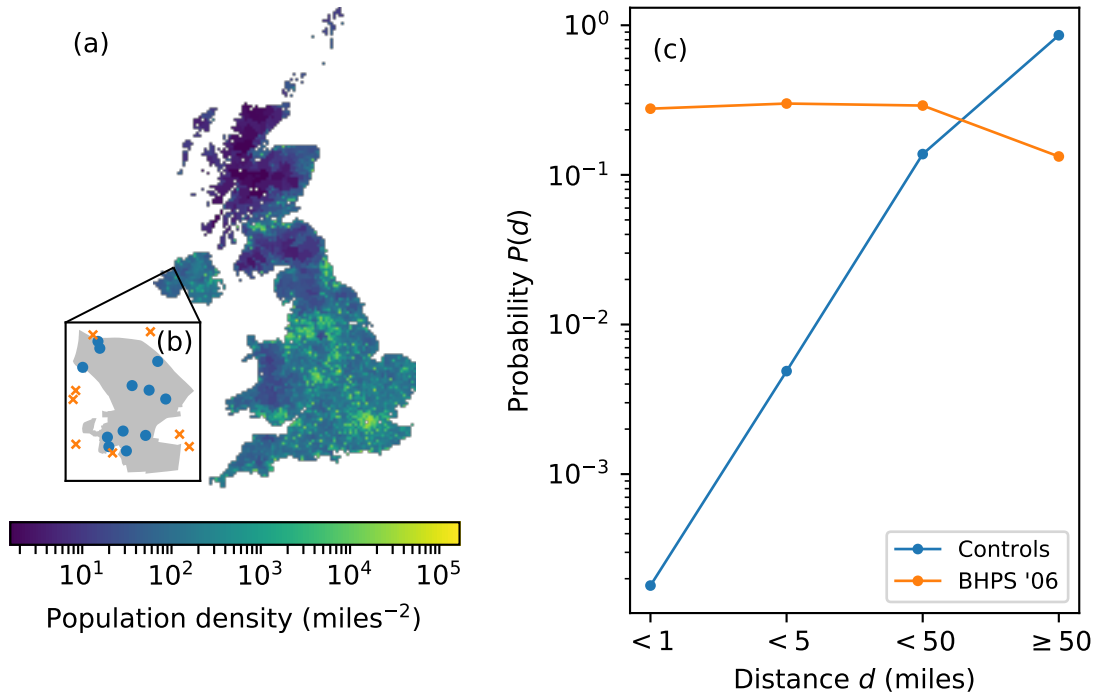 (a)
(b)
10¹ 10² 10³ 10⁴ 10⁵
Population density (miles⁻²)
(c)
10⁰
10⁻¹
10⁻²
10⁻³
Probability P(d)
Controls
BHPS '06
< 1 < 5 < 50 ≥ 50
Distance d (miles)